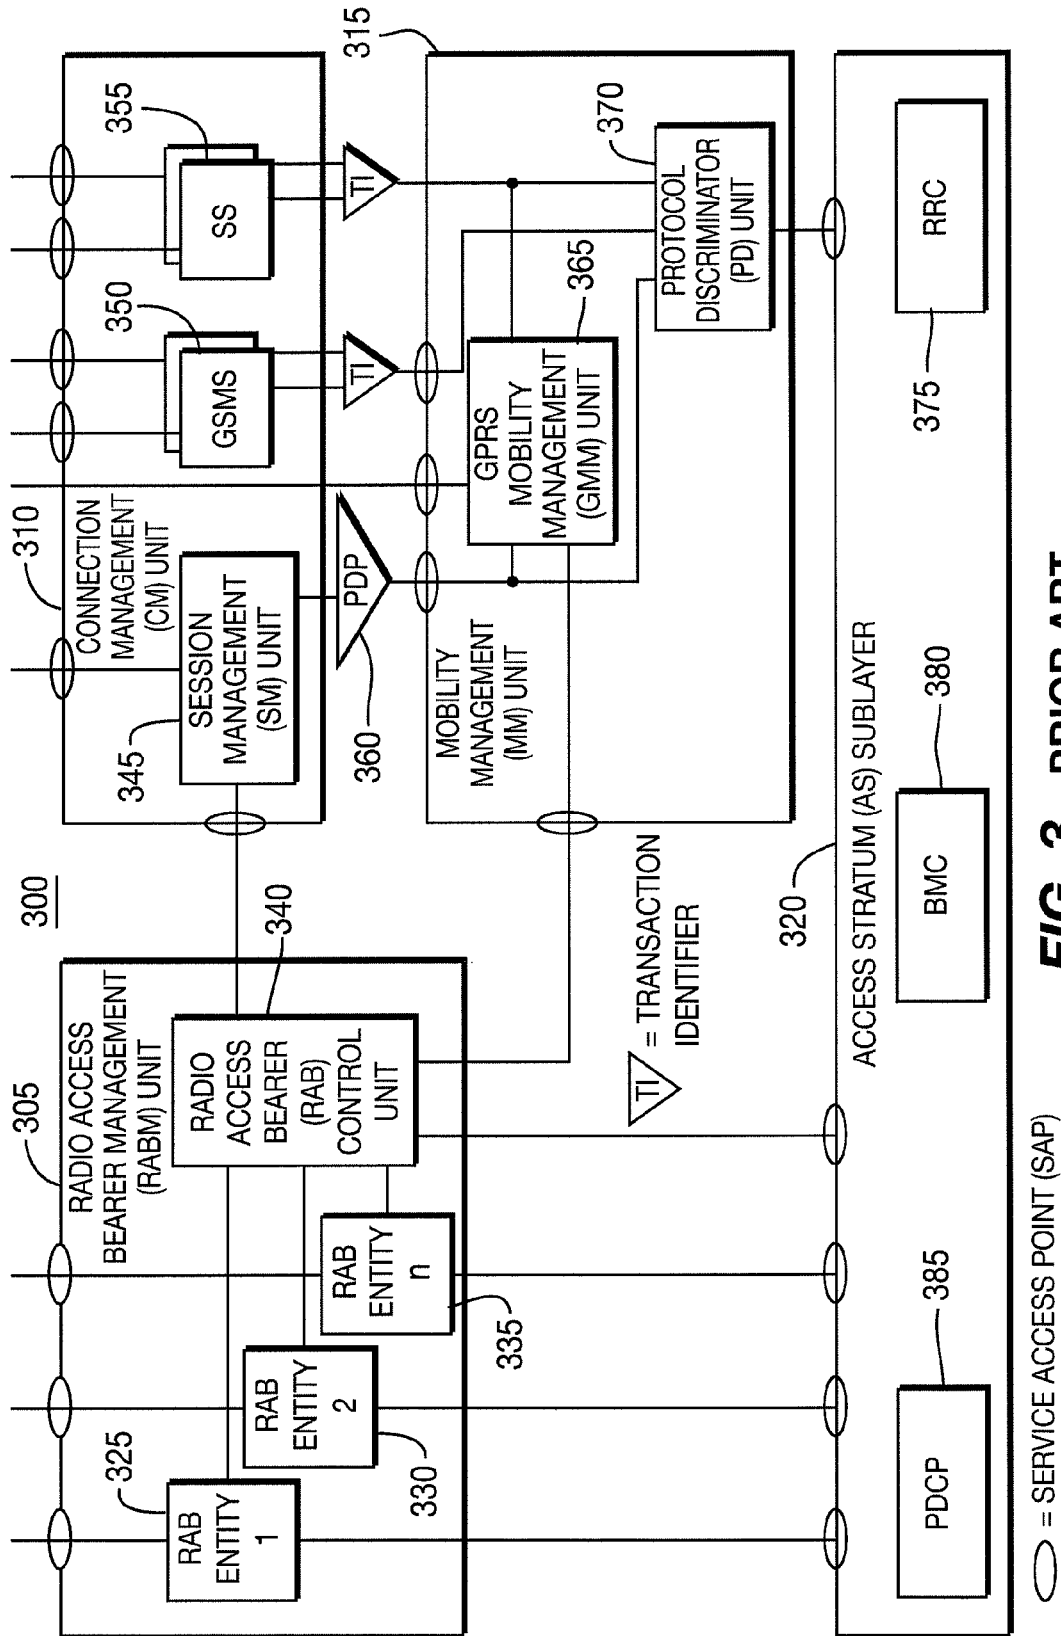 300
305
RADIO ACCESS
BEARER MANAGEMENT
(RABM) UNIT
325
RAB
ENTITY
1
RAB
ENTITY
2
330
RAB
ENTITY
n
335
RADIO
ACCESS
BEARER
(RAB)
CONTROL
UNIT
340
310
CONNECTION
MANAGEMENT
(CM) UNIT
345
SESSION
MANAGEMENT
(SM) UNIT
GSMS
350
SS
355
PDP
360
TI
TI
315
MOBILITY
MANAGEMENT
(MM) UNIT
GPRS
MOBILITY
MANAGEMENT
(GMM) UNIT
365
PROTOCOL
DISCRIMINATOR
(PD) UNIT
370
TI
= TRANSACTION
IDENTIFIER
320
ACCESS STRATUM (AS) SUBLAYER
PDCP
385
BMC
380
RRC
375
= SERVICE ACCESS POINT (SAP)
FIG. 3 PRIOR ART